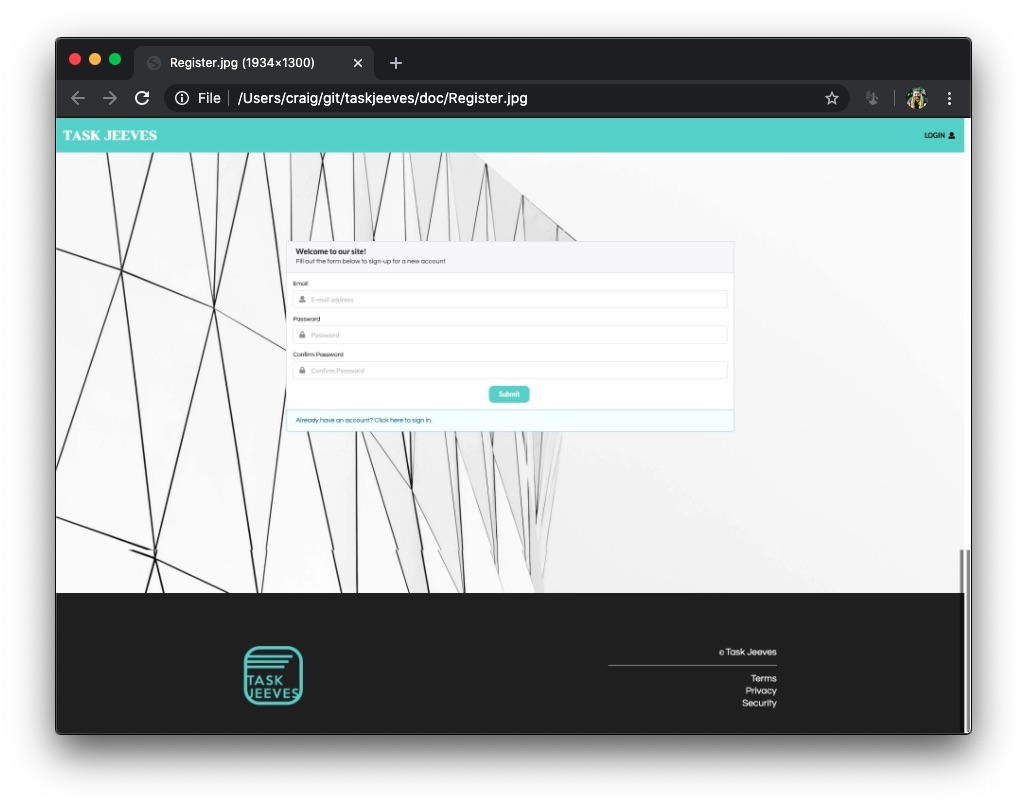 Register.jpg (1934×1300)
File /Users/craig/git/taskjeeves/doc/Register.jpg
TASK JEEVES
LOGIN
Welcome to our site!
Fill out the form below to sign-up for a new account
Email
E-mail address
Password
Password
Confirm Password
Confirm Password
Submit
Already have an account? Click here to sign in.
TASK
JEEVES
© Task Jeeves
Terms
Privacy
Security